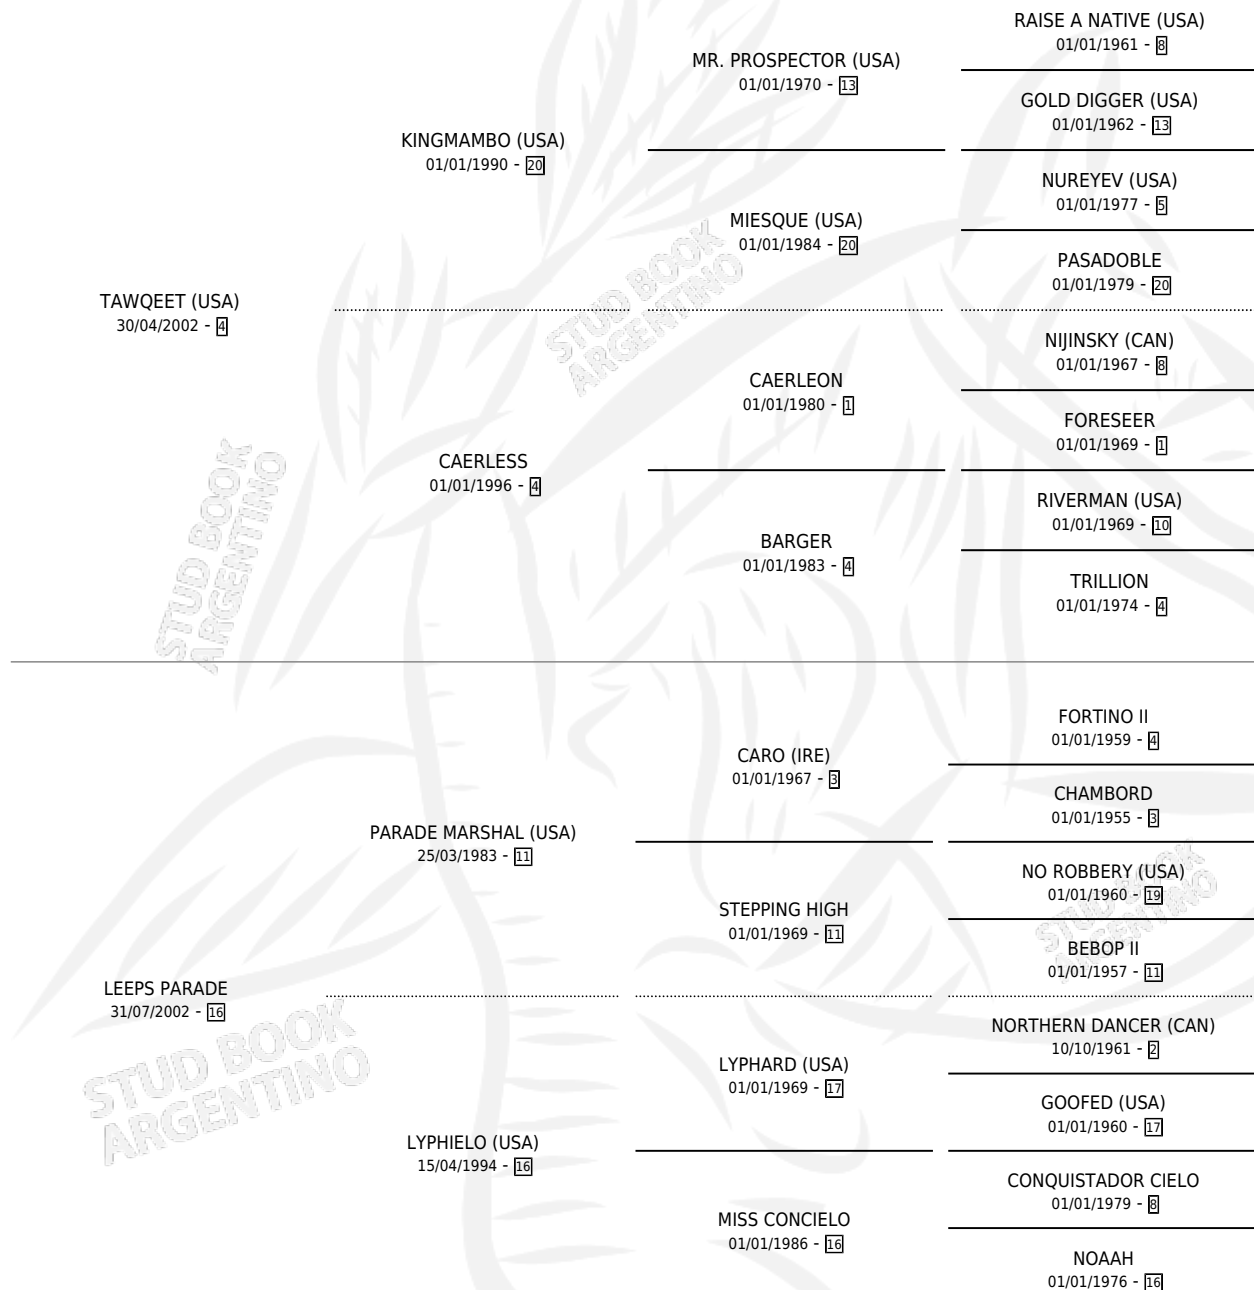 RAISE A NATIVE (USA)
01/01/1961 - 8
MR. PROSPECTOR (USA)
01/01/1970 - 13
GOLD DIGGER (USA)
01/01/1962 - 13
KINGMAMBO (USA)
01/01/1990 - 20
NUREYEV (USA)
01/01/1977 - 5
MIESQUE (USA)
01/01/1984 - 20
PASADOBLE
01/01/1979 - 20
TAWQEET (USA)
30/04/2002 - 4
NIJINSKY (CAN)
01/01/1967 - 8
CAERLEON
01/01/1980 - 1
FORESEER
01/01/1969 - 1
CAERLESS
01/01/1996 - 4
RIVERMAN (USA)
01/01/1969 - 10
BARGER
01/01/1983 - 4
TRILLION
01/01/1974 - 4
FORTINO II
01/01/1959 - 4
CARO (IRE)
01/01/1967 - 3
CHAMBORD
01/01/1955 - 3
PARADE MARSHAL (USA)
25/03/1983 - 11
NO ROBBERY (USA)
01/01/1960 - 19
STEPPING HIGH
01/01/1969 - 11
BEBOP II
01/01/1957 - 11
LEEPS PARADE
31/07/2002 - 16
NORTHERN DANCER (CAN)
10/10/1961 - 2
LYPHARD (USA)
01/01/1969 - 17
GOOFED (USA)
01/01/1960 - 17
LYPHIELO (USA)
15/04/1994 - 16
CONQUISTADOR CIELO
01/01/1979 - 8
MISS CONCIELO
01/01/1986 - 16
NOAAH
01/01/1976 - 16
STUD BOOK
ARGENTINO
STUD BOOK
ARGENTINO
STUD BOOK
ARGENTINO
STUD BOOK
ARGENTINO